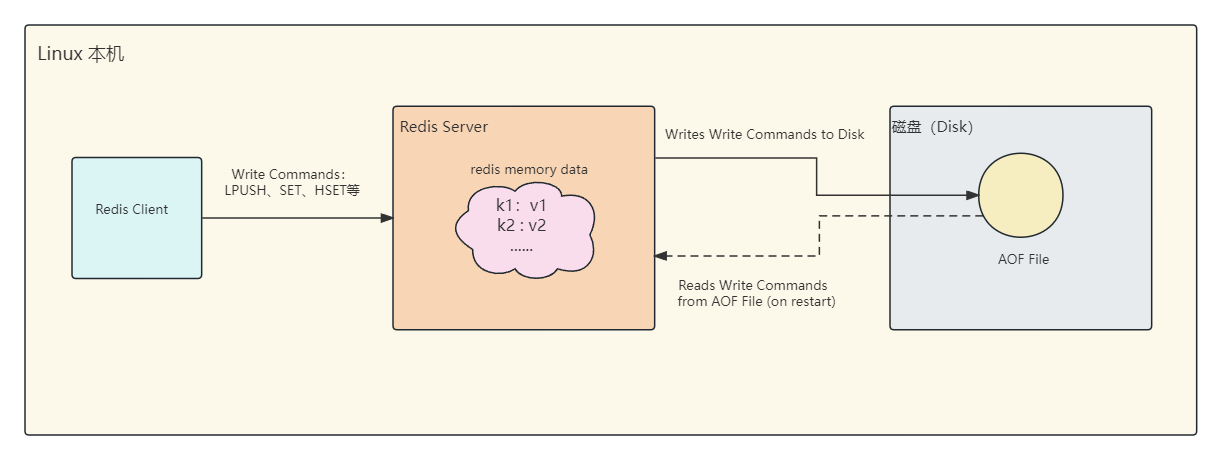 Linux 本机
Redis Client
Write Commands：
LPUSH、SET、HSET等
Redis Server
redis memory data
k1：v1
k2 : v2
......
Writes Write Commands to Disk
Reads Write Commands
from AOF File (on restart)
磁盘（Disk）
AOF File